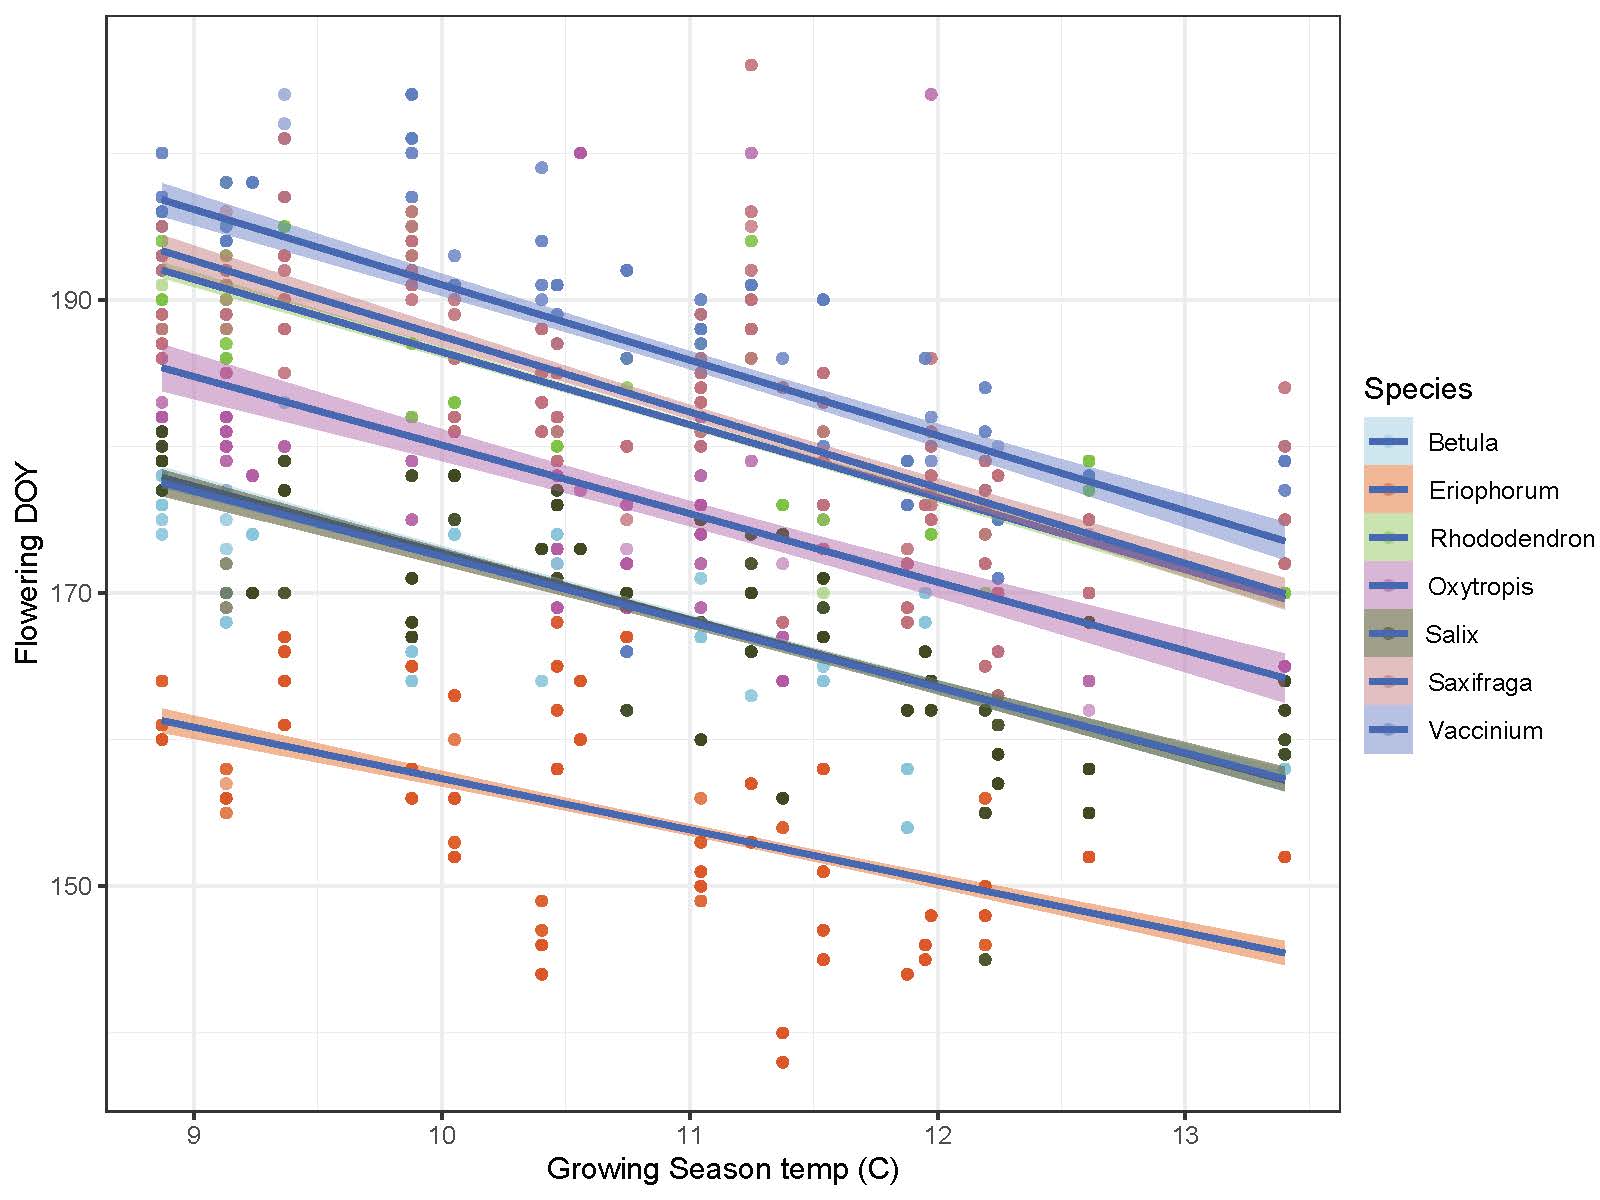 Flowering DOY
190
170
150
9
10
11
12
13
Growing Season temp (C)
Species
Betula
Eriophorum
Rhododendron
Oxytropis
Salix
Saxifraga
Vaccinium